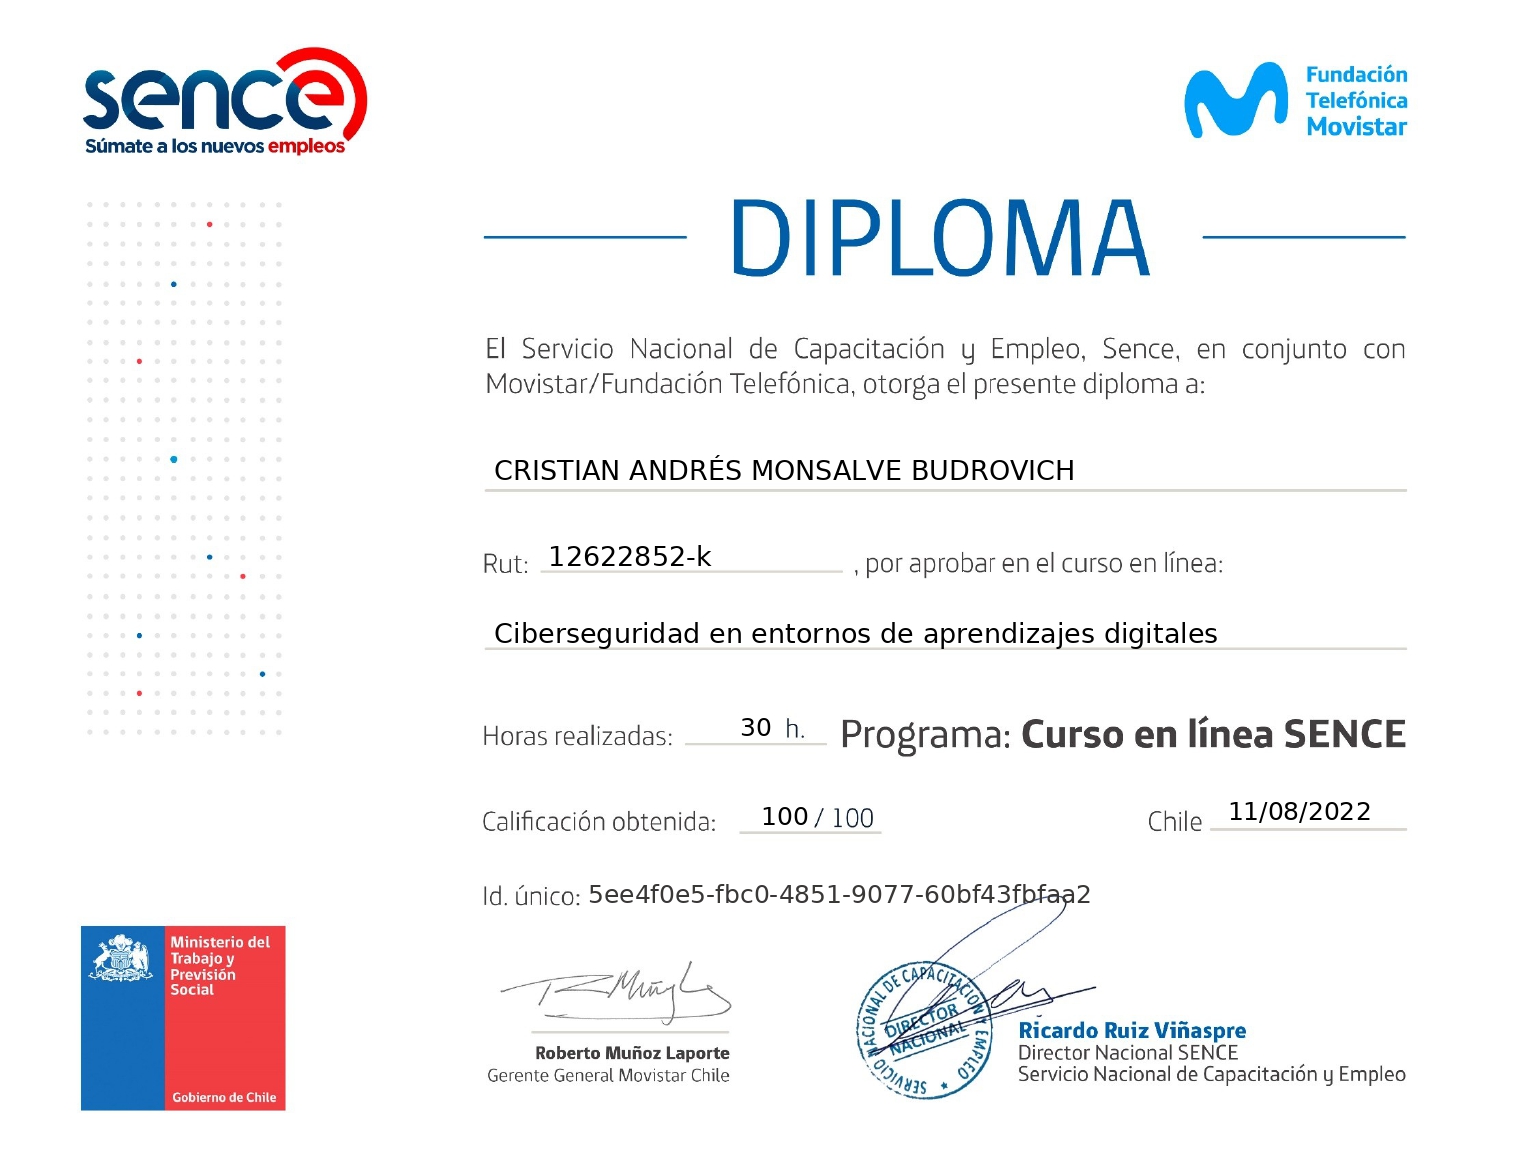 sence
Súmate a los nuevos empleos
Fundación
Telefónica
Movistar
DIPLOMA
El Servicio Nacional de Capacitación y Empleo, Sence, en conjunto con
Movistar/Fundación Telefónica, otorga el presente diploma a:
CRISTIAN ANDRÉS MONSALVE BUDROVICH
Rut: 12622852-k , por aprobar en el curso en línea:
Ciberseguridad en entornos de aprendizajes digitales
Horas realizadas: 30 h. Programa: Curso en línea SENCE
Calificación obtenida: 100 / 100 Chile 11/08/2022
Id. único: 5ee4f0e5-fbc0-4851-9077-60bf43fbfaa2
Ministerio del
Trabajo y
Previsión
Social
Gobierno de Chile
Roberto Muñoz Laporte
Gerente General Movistar Chile
SERVICIO NACIONAL DE CAPACITACION Y EMPLEO
DIRECTOR
NACIONAL
Ricardo Ruiz Viñaspre
Director Nacional SENCE
Servicio Nacional de Capacitación y Empleo